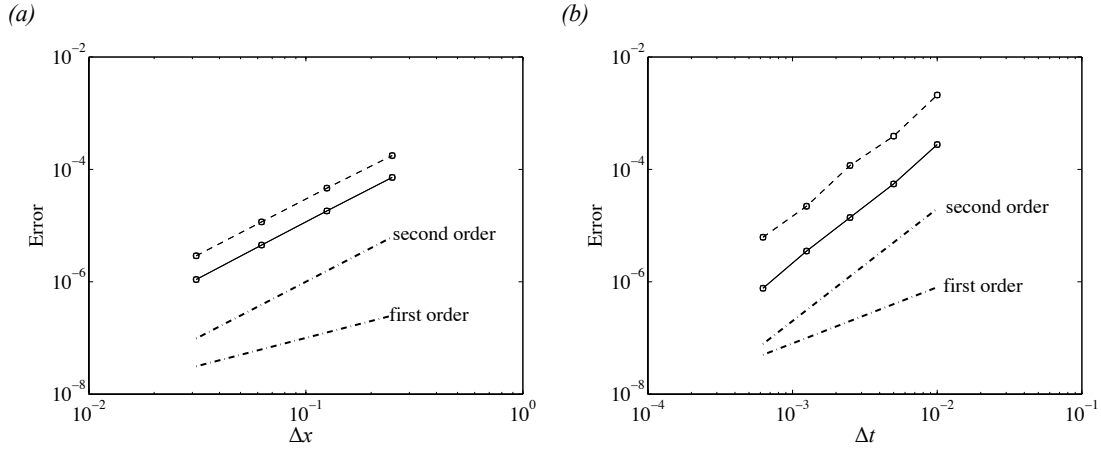 (a)
10⁻²
10⁻⁴
10⁻⁶
10⁻⁸
Error
second order
first order
10⁻² 10⁻¹ 10⁰
Δx
(b)
10⁻²
10⁻⁴
10⁻⁶
10⁻⁸
Error
second order
first order
10⁻⁴ 10⁻³ 10⁻² 10⁻¹
Δt